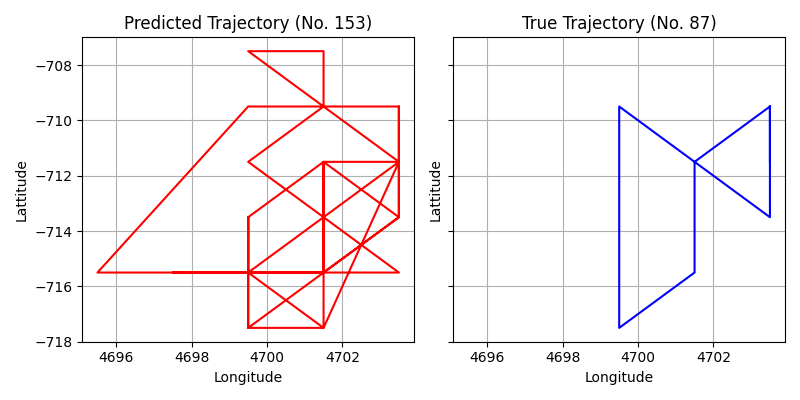 Predicted Trajectory (No. 153)
True Trajectory (No. 87)
Lattitude
−708
−710
−712
−714
−716
−718
4696 4698 4700 4702
Longitude
Lattitude
4696 4698 4700 4702
Longitude